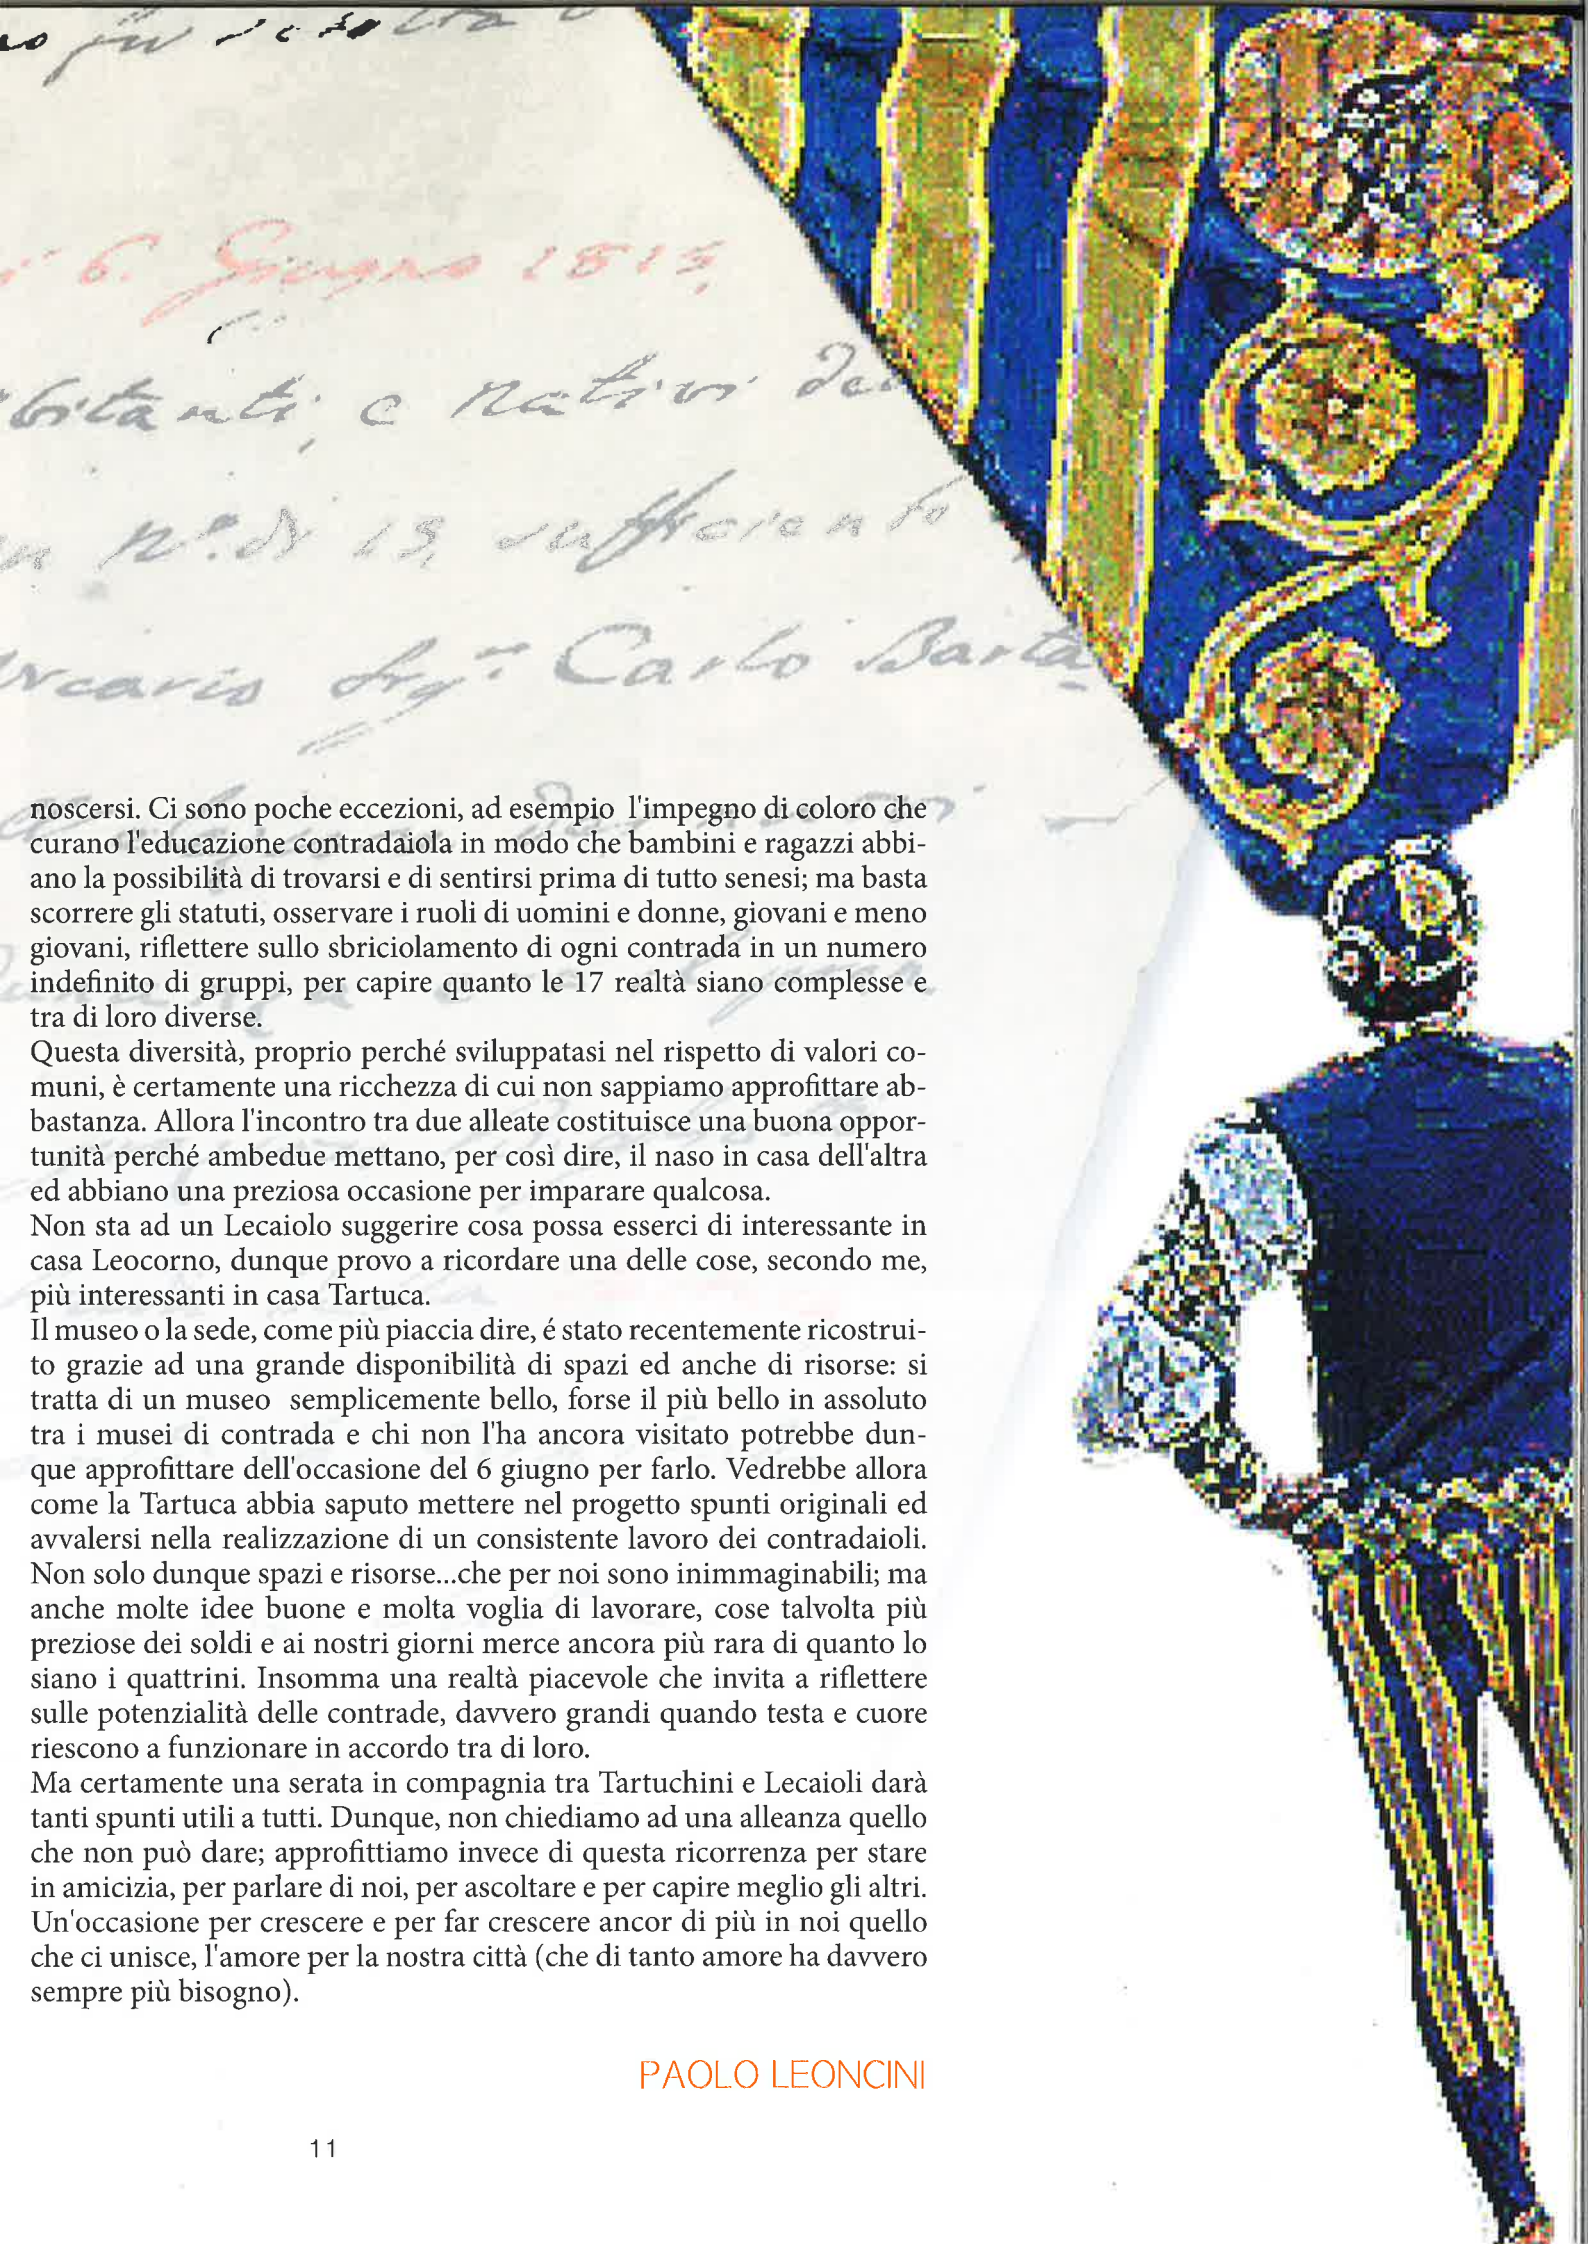 6. Giugno 1815,
e nativi
n nº. di 13, sufficiente
Carlo Barta
noscersi. Ci sono poche eccezioni, ad esempio l'impegno di coloro che
curano l'educazione contradaiola in modo che bambini e ragazzi abbi-
ano la possibilità di trovarsi e di sentirsi prima di tutto senesi; ma basta
scorrere gli statuti, osservare i ruoli di uomini e donne, giovani e meno
giovani, riflettere sullo sbriciolamento di ogni contrada in un numero
indefinito di gruppi, per capire quanto le 17 realtà siano complesse e
tra di loro diverse.
Questa diversità, proprio perché sviluppatasi nel rispetto di valori co-
muni, è certamente una ricchezza di cui non sappiamo approfittare ab-
bastanza. Allora l'incontro tra due alleate costituisce una buona oppor-
tunità perché ambedue mettano, per così dire, il naso in casa dell'altra
ed abbiano una preziosa occasione per imparare qualcosa.
Non sta ad un Lecaiolo suggerire cosa possa esserci di interessante in
casa Leocorno, dunque provo a ricordare una delle cose, secondo me,
più interessanti in casa Tartuca.
Il museo o la sede, come più piaccia dire, é stato recentemente ricostrui-
to grazie ad una grande disponibilità di spazi ed anche di risorse: si
tratta di un museo semplicemente bello, forse il più bello in assoluto
tra i musei di contrada e chi non l'ha ancora visitato potrebbe dun-
que approfittare dell'occasione del 6 giugno per farlo. Vedrebbe allora
come la Tartuca abbia saputo mettere nel progetto spunti originali ed
avvalersi nella realizzazione di un consistente lavoro dei contradaioli.
Non solo dunque spazi e risorse...che per noi sono inimmaginabili; ma
anche molte idee buone e molta voglia di lavorare, cose talvolta più
preziose dei soldi e ai nostri giorni merce ancora più rara di quanto lo
siano i quattrini. Insomma una realtà piacevole che invita a riflettere
sulle potenzialità delle contrade, davvero grandi quando testa e cuore
riescono a funzionare in accordo tra di loro.
Ma certamente una serata in compagnia tra Tartuchini e Lecaioli darà
tanti spunti utili a tutti. Dunque, non chiediamo ad una alleanza quello
che non può dare; approfittiamo invece di questa ricorrenza per stare
in amicizia, per parlare di noi, per ascoltare e per capire meglio gli altri.
Un'occasione per crescere e per far crescere ancor di più in noi quello
che ci unisce, l'amore per la nostra città (che di tanto amore ha davvero
sempre più bisogno).
PAOLO LEONCINI
11